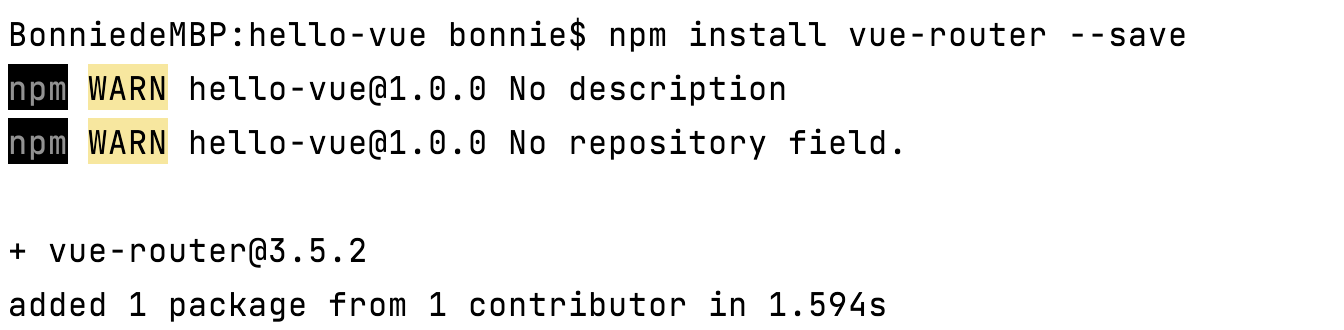 BonniedeMBP:hello-vue bonnie$ npm install vue-router --save
npm WARN hello-vue@1.0.0 No description
npm WARN hello-vue@1.0.0 No repository field.
+ vue-router@3.5.2
added 1 package from 1 contributor in 1.594s